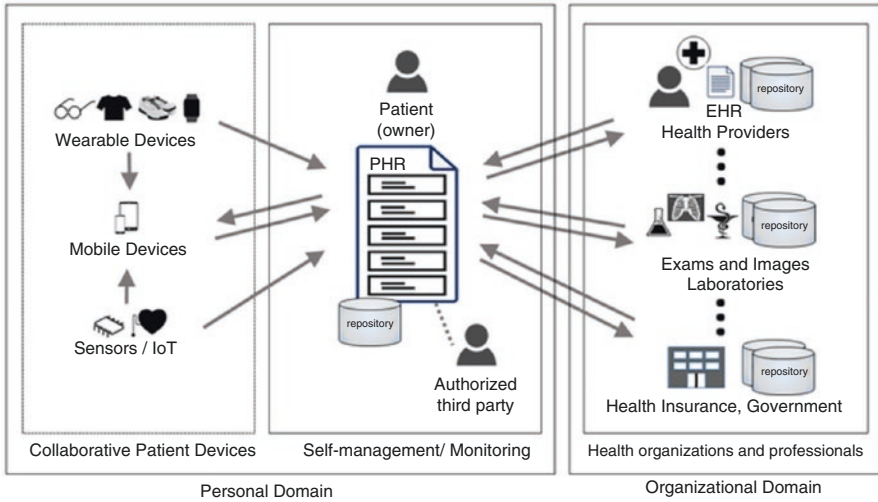 Wearable Devices
Mobile Devices
Sensors / IoT
Collaborative Patient Devices
Patient
(owner)
PHR
repository
Authorized
third party
Self-management/ Monitoring
Personal Domain
EHR
repository
Health Providers
repository
Exams and Images
Laboratories
repository
Health Insurance, Government
Health organizations and professionals
Organizational Domain